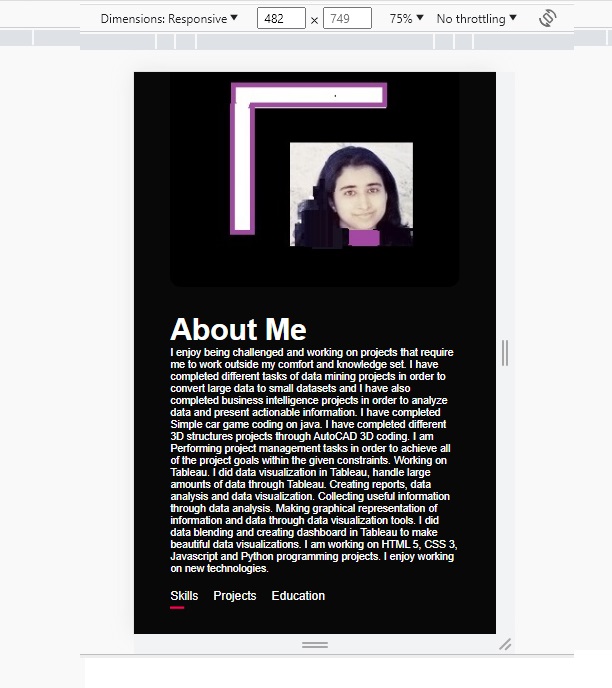 Dimensions: Responsive ▼ 482 × 749 75% ▼ No throttling ▼
About Me
I enjoy being challenged and working on projects that require
me to work outside my comfort and knowledge set. I have
completed different tasks of data mining projects in order to
convert large data to small datasets and I have also
completed business intelligence projects in order to analyze
data and present actionable information. I have completed
Simple car game coding on java. I have completed different
3D structures projects through AutoCAD 3D coding. I am
Performing project management tasks in order to achieve all
of the project goals within the given constraints. Working on
Tableau. I did data visualization in Tableau, handle large
amounts of data through Tableau. Creating reports, data
analysis and data visualization. Collecting useful information
through data analysis. Making graphical representation of
information and data through data visualization tools. I did
data blending and creating dashboard in Tableau to make
beautiful data visualizations. I am working on HTML 5, CSS 3,
Javascript and Python programming projects. I enjoy working
on new technologies.
Skills Projects Education